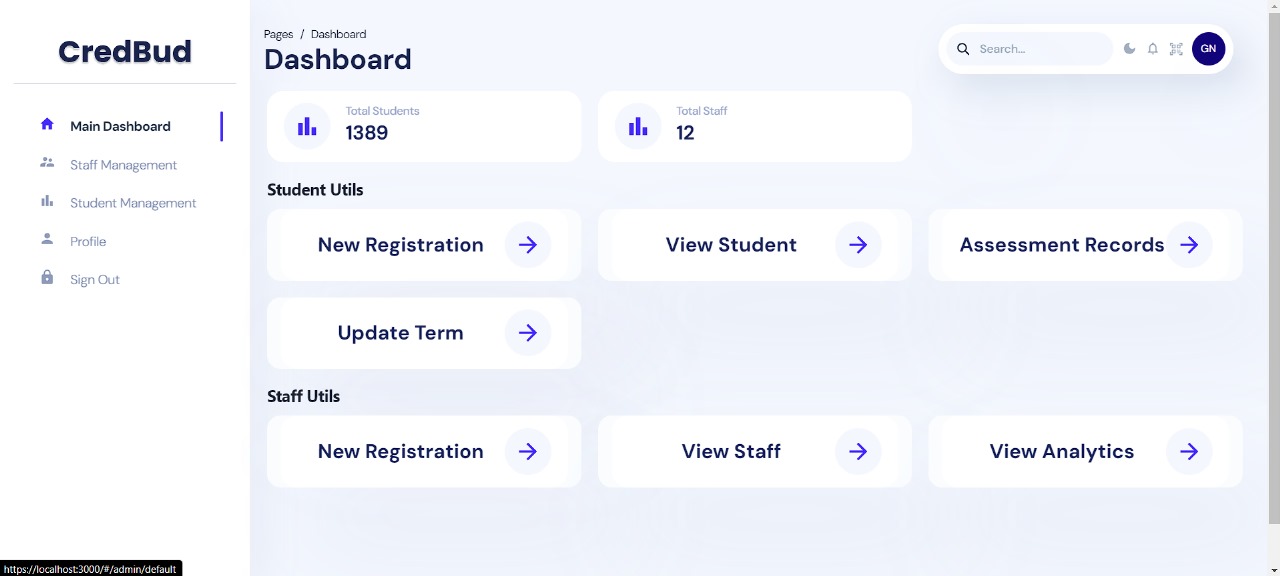 CredBud
Main Dashboard
Staff Management
Student Management
Profile
Sign Out
Pages / Dashboard
Dashboard
Search...
GN
Total Students
1389
Total Staff
12
Student Utils
New Registration
View Student
Assessment Records
Update Term
Staff Utils
New Registration
View Staff
View Analytics
https://localhost:3000/#/admin/default